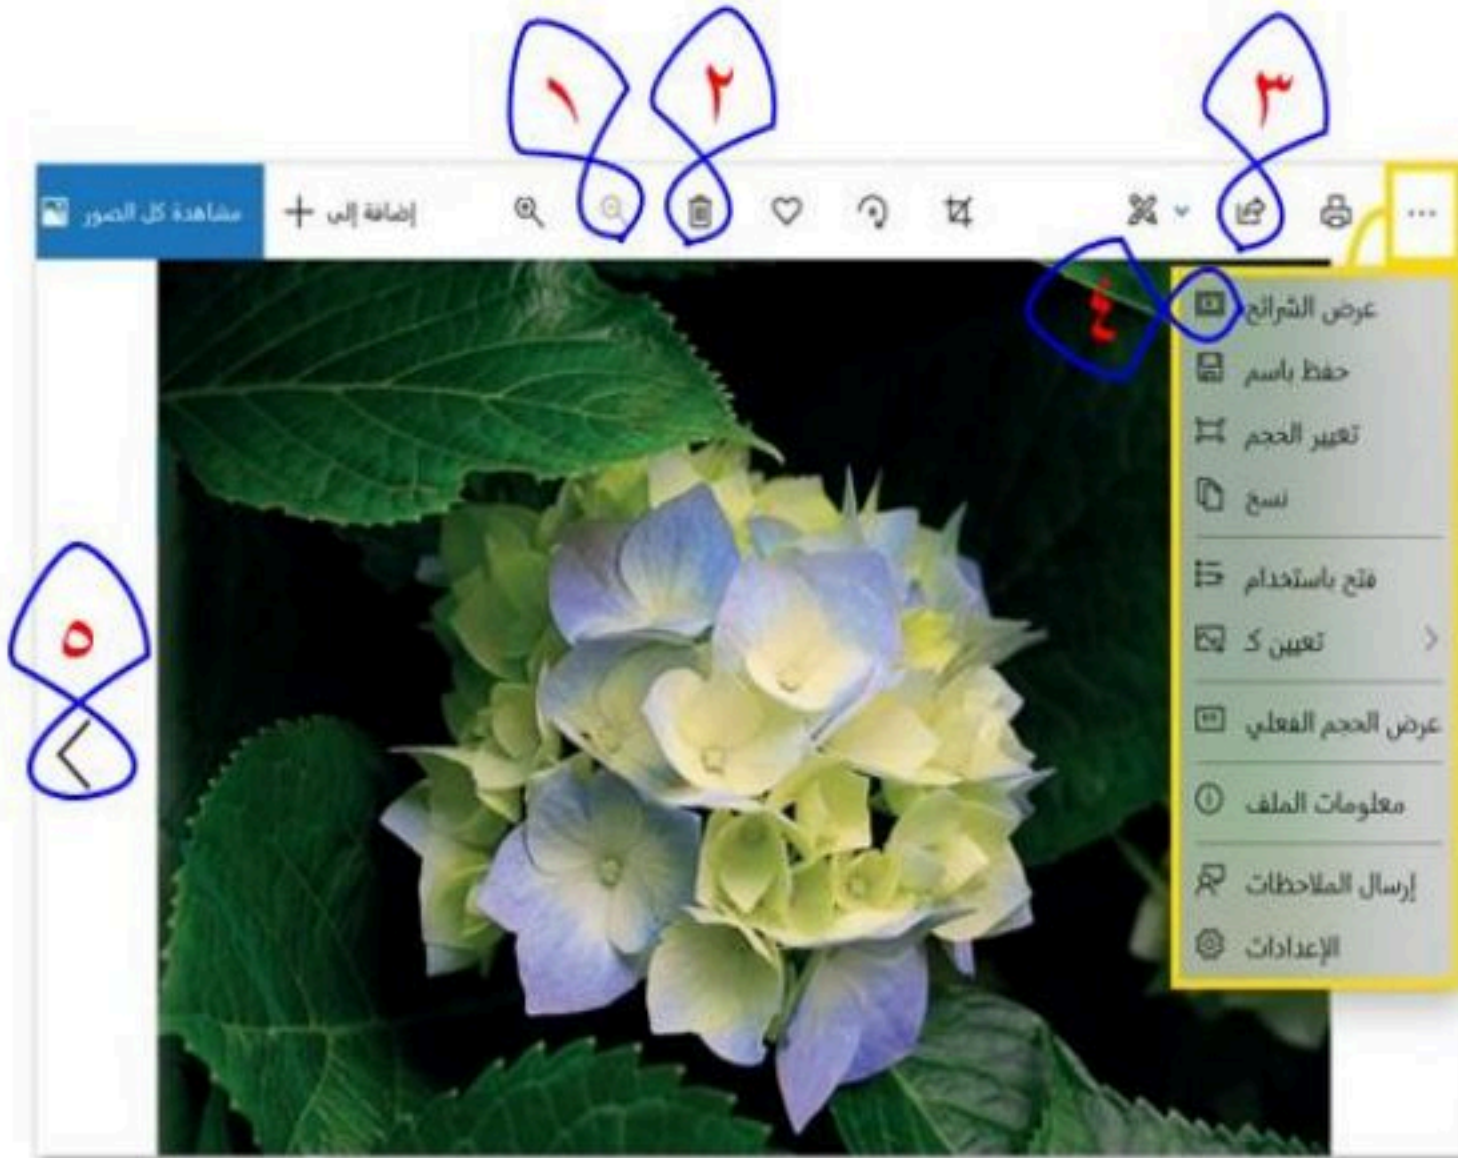 ١
٢
٣
مشاهدة كل الصور
إضافة إلى
٤
عرض الشرائح
حفظ باسم
تغيير الحجم
نسخ
فتح باستخدام
تعيين كـ
عرض الحجم الفعلي
معلومات الملف
إرسال الملاحظات
الإعدادات
٥